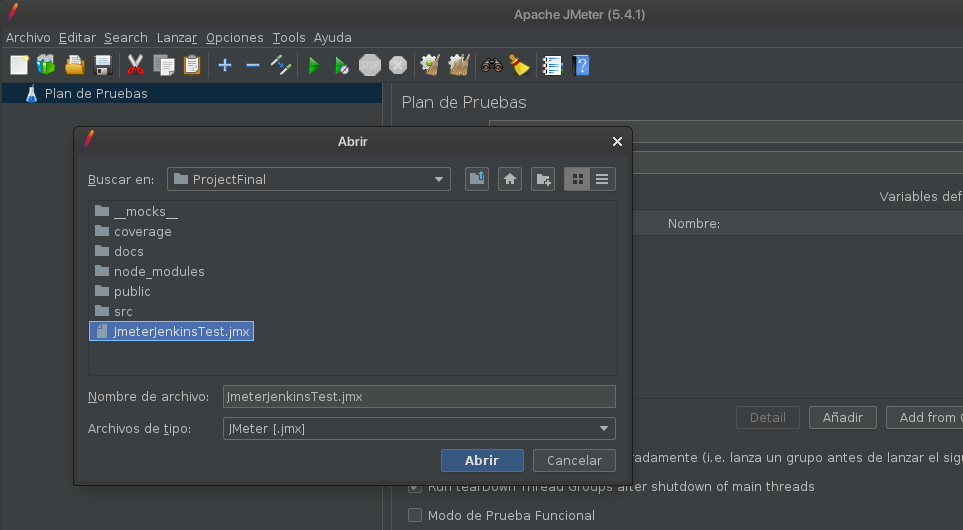 Apache JMeter (5.4.1)
Archivo Editar Search Lanzar Opciones Tools Ayuda
STOP
Plan de Pruebas
Plan de Pruebas
Abrir
Buscar en: ProjectFinal
__mocks__
coverage
docs
node_modules
public
src
JmeterJenkinsTest.jmx
Nombre de archivo: JmeterJenkinsTest.jmx
Archivos de tipo: JMeter [.jmx]
Abrir Cancelar
Variables def
Nombre:
Detail Añadir Add from
radamente (i.e. lanza un grupo antes de lanzar el sigu
Run tearDown Thread Groups after shutdown of main threads
Modo de Prueba Funcional